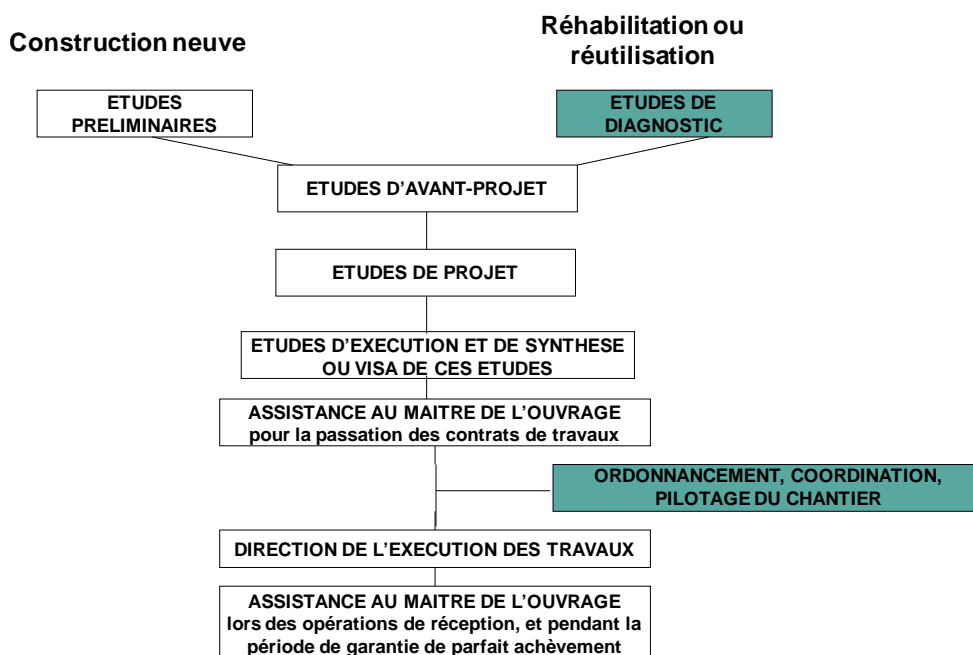 Construction neuve
Réhabilitation ou
réutilisation
ETUDES
PRELIMINAIRES
ETUDES DE
DIAGNOSTIC
ETUDES D'AVANT-PROJET
ETUDES DE PROJET
ETUDES D'EXECUTION ET DE SYNTHESE
OU VISA DE CES ETUDES
ASSISTANCE AU MAITRE DE L'OUVRAGE
pour la passation des contrats de travaux
ORDONNANCEMENT, COORDINATION,
PILOTAGE DU CHANTIER
DIRECTION DE L'EXECUTION DES TRAVAUX
ASSISTANCE AU MAITRE DE L'OUVRAGE
lors des opérations de réception, et pendant la
période de garantie de parfait achèvement